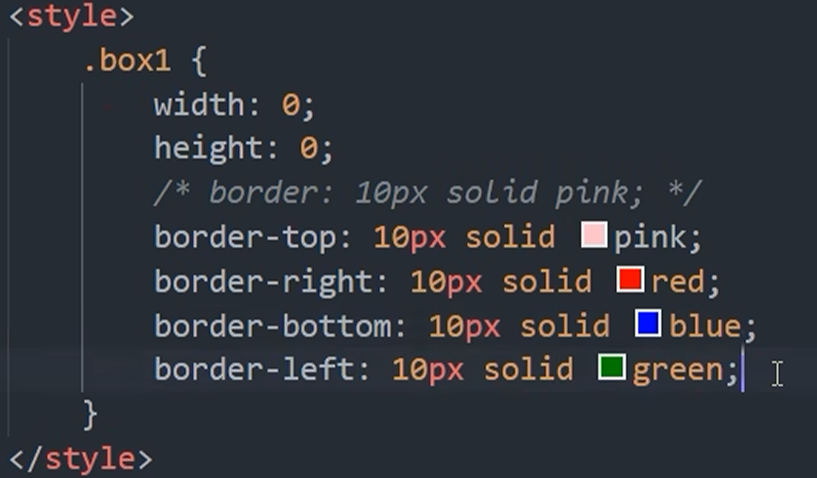 <style>
.box1 {
width: 0;
height: 0;
/* border: 10px solid pink; */
border-top: 10px solid pink;
border-right: 10px solid red;
border-bottom: 10px solid blue;
border-left: 10px solid green;
}
</style>